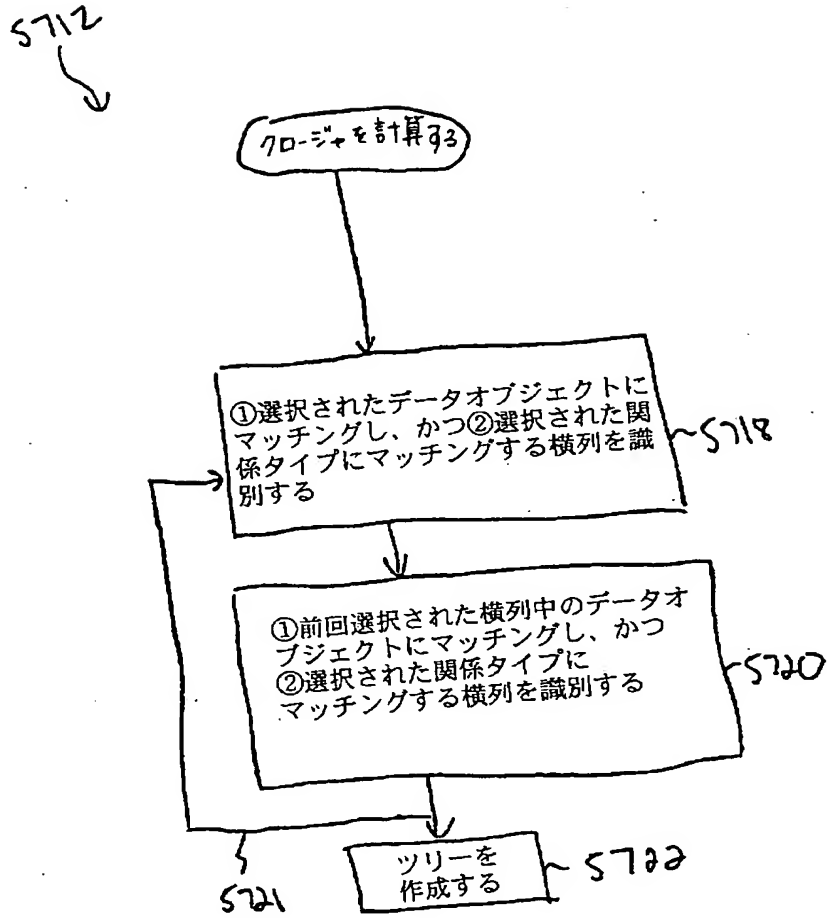 5712
クロージャを計算する
①選択されたデータオブジェクトに
マッチングし、かつ②選択された関
係タイプにマッチングする横列を識
別する
5718
①前回選択された横列中のデータオ
ブジェクトにマッチングし、かつ
②選択された関係タイプに
マッチングする横列を識別する
5720
ツリーを
作成する
5722
5721